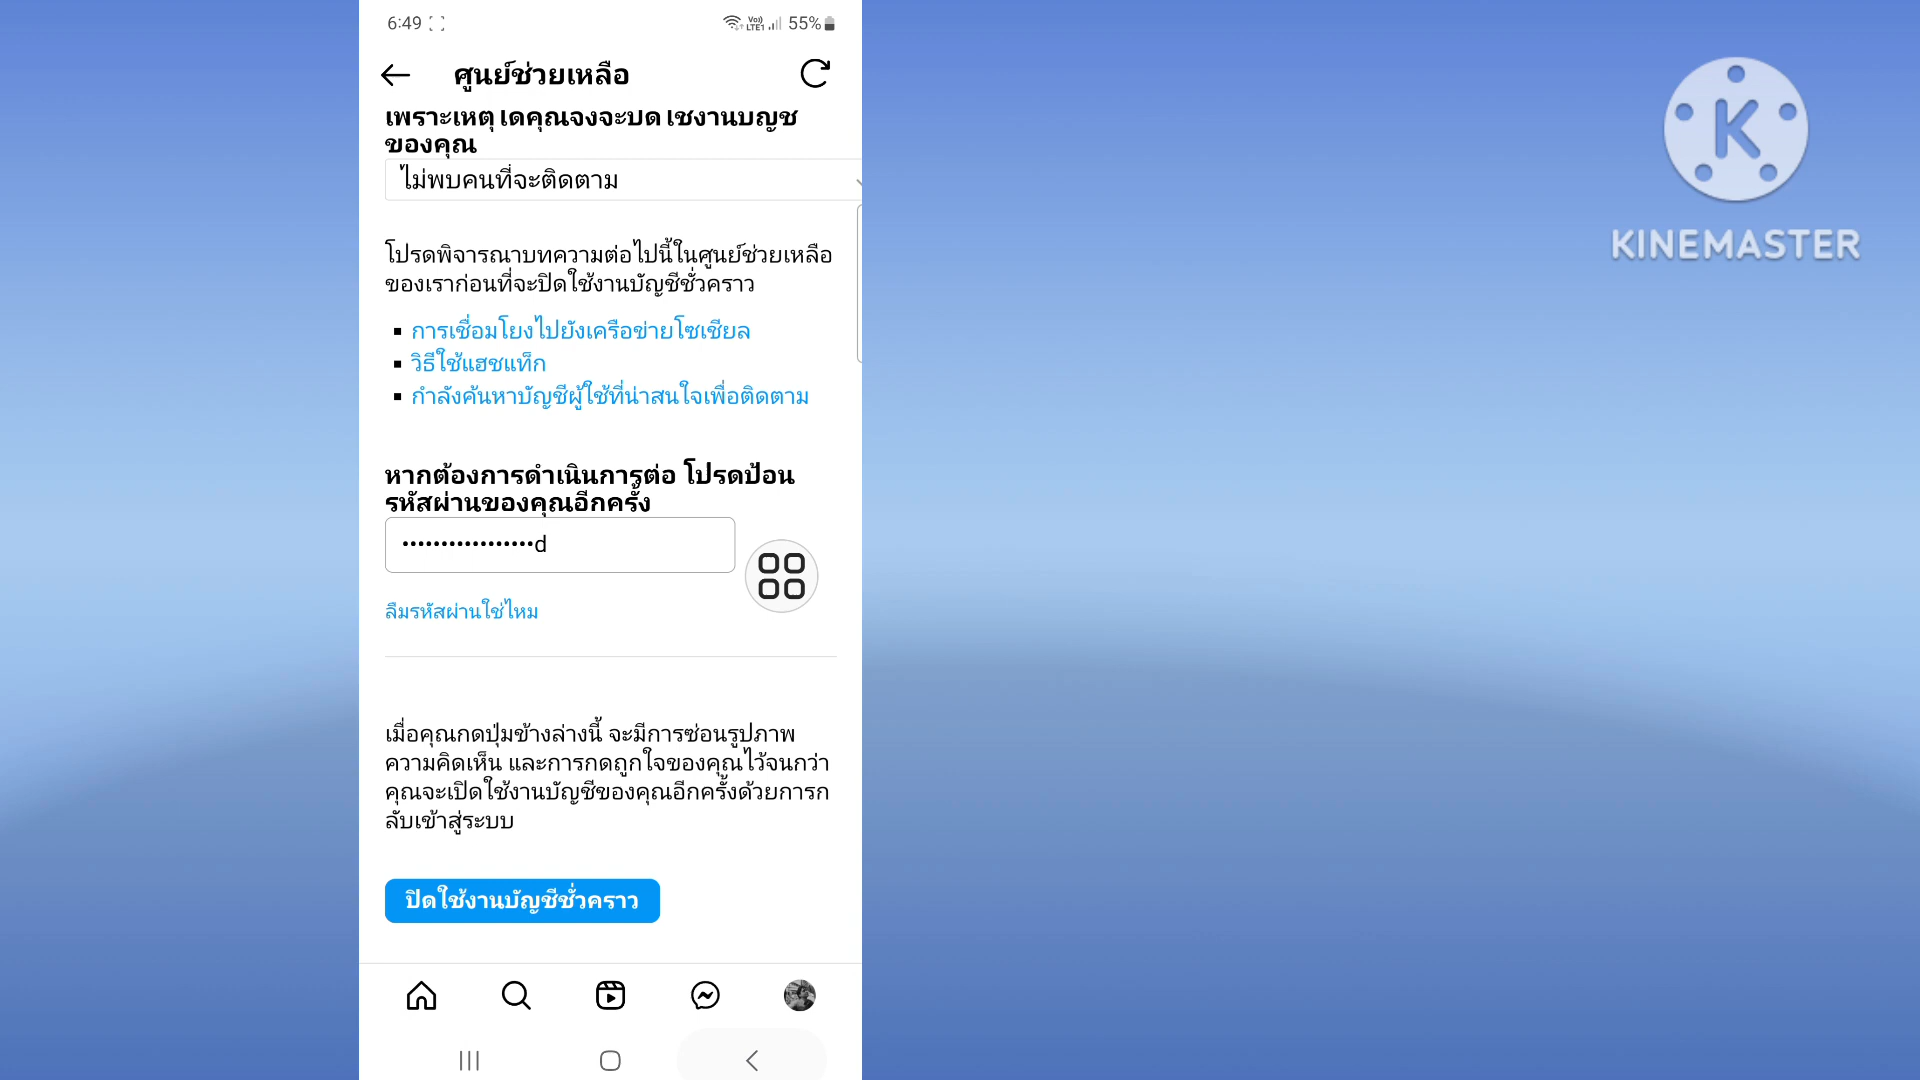 6:49
Vo)) LTE1 55%
ศูนย์ช่วยเหลือ
เพราะเหตุใดคุณจึงจะปิดใช้งานบัญชี
ของคุณ
ไม่พบคนที่จะติดตาม
โปรดพิจารณาบทความต่อไปนี้ในศูนย์ช่วยเหลือ
ของเราก่อนที่จะปิดใช้งานบัญชีชั่วคราว
การเชื่อมโยงไปยังเครือข่ายโซเชียล
วิธีใช้แฮชแท็ก
กำลังค้นหาบัญชีผู้ใช้ที่น่าสนใจเพื่อติดตาม
หากต้องการดำเนินการต่อ โปรดป้อน
รหัสผ่านของคุณอีกครั้ง
•••••••••••••••••d
ลืมรหัสผ่านใช่ไหม
เมื่อคุณกดปุ่มข้างล่างนี้ จะมีการซ่อนรูปภาพ
ความคิดเห็น และการกดถูกใจของคุณไว้จนกว่า
คุณจะเปิดใช้งานบัญชีของคุณอีกครั้งด้วยการก
ลับเข้าสู่ระบบ
ปิดใช้งานบัญชีชั่วคราว
K
KINEMASTER